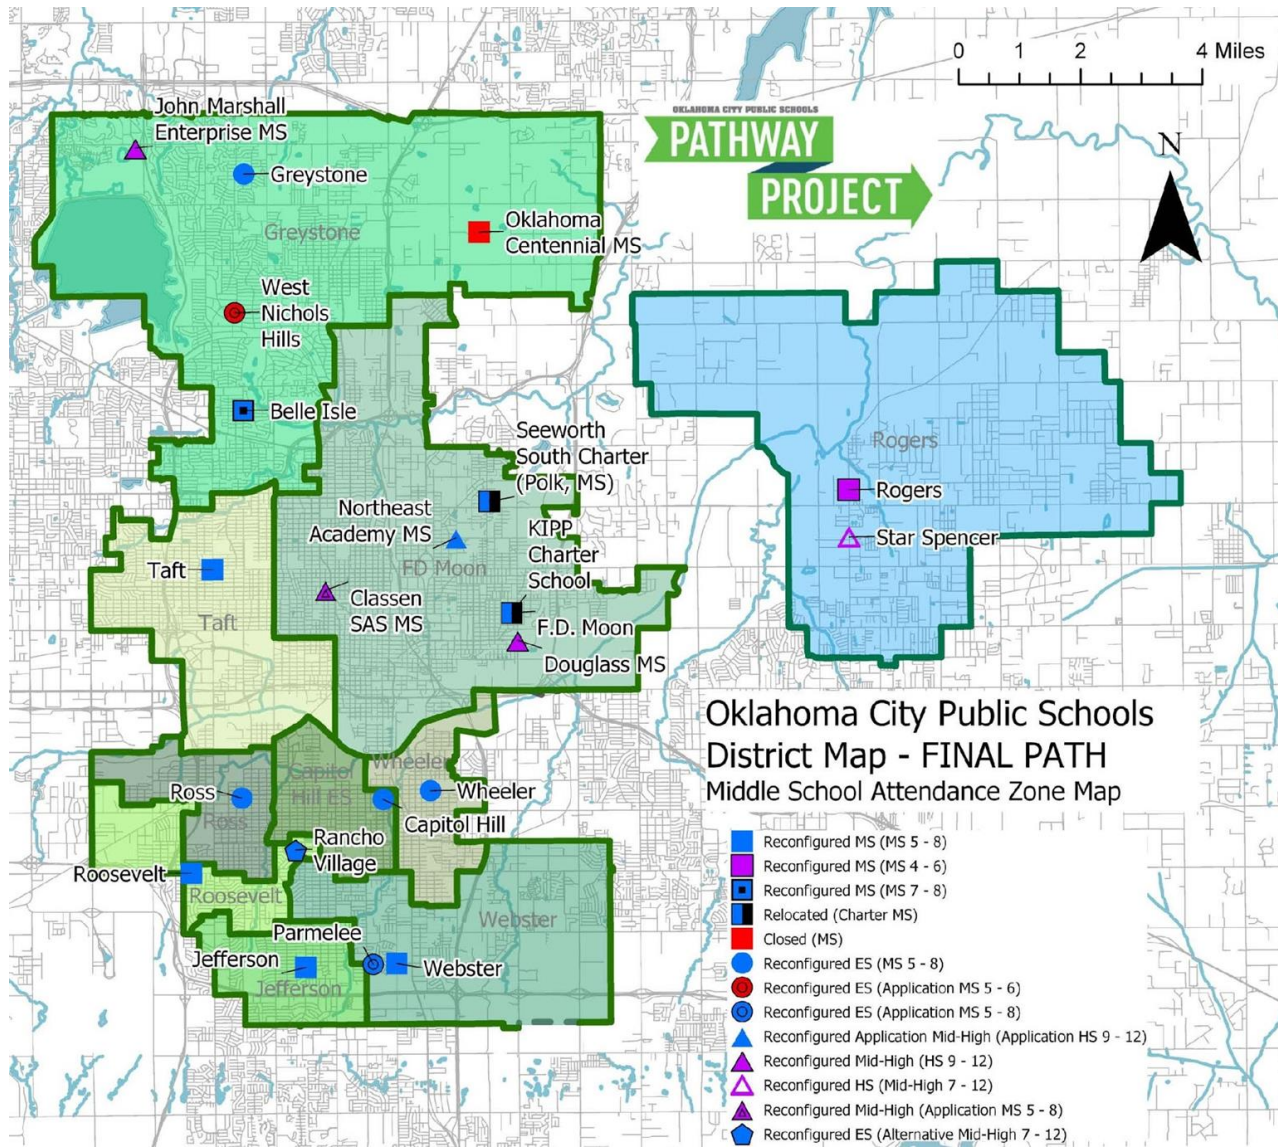 0 1 2 4 Miles
OKLAHOMA CITY PUBLIC SCHOOLS
PATHWAY
PROJECT
N
John Marshall
Enterprise MS
Greystone
Greystone
Oklahoma
Centennial MS
West
Nichols
Hills
Belle Isle
Seeworth
South Charter
(Polk, MS)
Northeast
Academy MS
FD Moon
KIPP
Charter
School
Classen
SAS MS
F.D. Moon
Douglass MS
Taft
Taft
Rogers
Rogers
Star Spencer
Ross
Ross
Capitol
Hill ES
Wheeler
Wheeler
Capitol Hill
Rancho
Village
Roosevelt
Roosevelt
Parmelee
Jefferson
Jefferson
Webster
Webster
Oklahoma City Public Schools
District Map - FINAL PATH
Middle School Attendance Zone Map
Reconfigured MS (MS 5 - 8)
Reconfigured MS (MS 4 - 6)
Reconfigured MS (MS 7 - 8)
Relocated (Charter MS)
Closed (MS)
Reconfigured ES (MS 5 - 8)
Reconfigured ES (Application MS 5 - 6)
Reconfigured ES (Application MS 5 - 8)
Reconfigured Application Mid-High (Application HS 9 - 12)
Reconfigured Mid-High (HS 9 - 12)
Reconfigured HS (Mid-High 7 - 12)
Reconfigured Mid-High (Application MS 5 - 8)
Reconfigured ES (Alternative Mid-High 7 - 12)